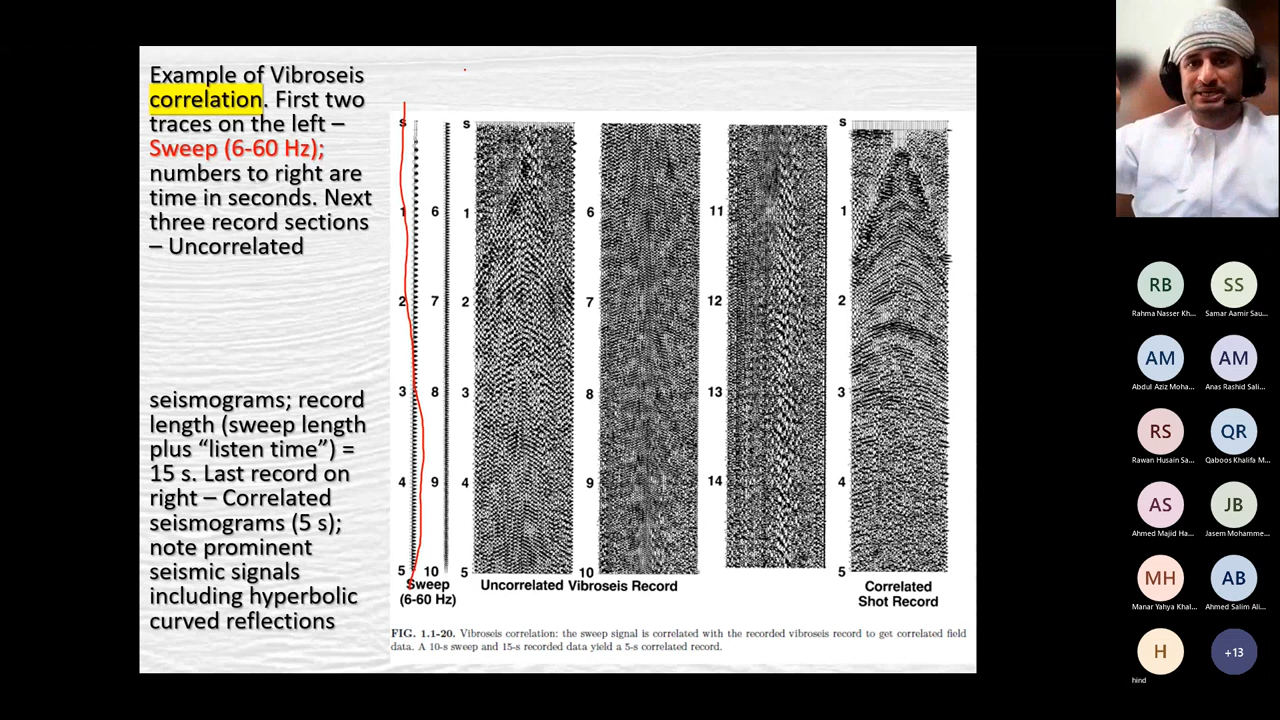 Example of Vibroseis
correlation. First two
traces on the left –
Sweep (6-60 Hz);
numbers to right are
time in seconds. Next
three record sections
– Uncorrelated
seismograms; record
length (sweep length
plus “listen time”) =
15 s. Last record on
right – Correlated
seismograms (5 s);
note prominent
seismic signals
including hyperbolic
curved reflections
s s s
1 6 1 6 11 1
2 7 2 7 12 2
3 8 3 8 13 3
4 9 4 9 14 4
5 10 5 10 5
Sweep
(6-60 Hz)
Uncorrelated Vibroseis Record
Correlated
Shot Record
FIG. 1.1-20. Vibroseis correlation: the sweep signal is correlated with the recorded vibroseis record to get correlated field
data. A 10-s sweep and 15-s recorded data yield a 5-s correlated record.
RB SS
Rahma Nasser Kh... Samar Aamir Sau...
AM AM
Abdul Aziz Moha... Anas Rashid Sali...
RS QR
Rawan Husain Sa... Qaboos Khalifa M...
AS JB
Ahmed Majid Ha... Jasem Mohamme...
MH AB
Manar Yahya Khal... Ahmed Salim Ali...
H +13
hind